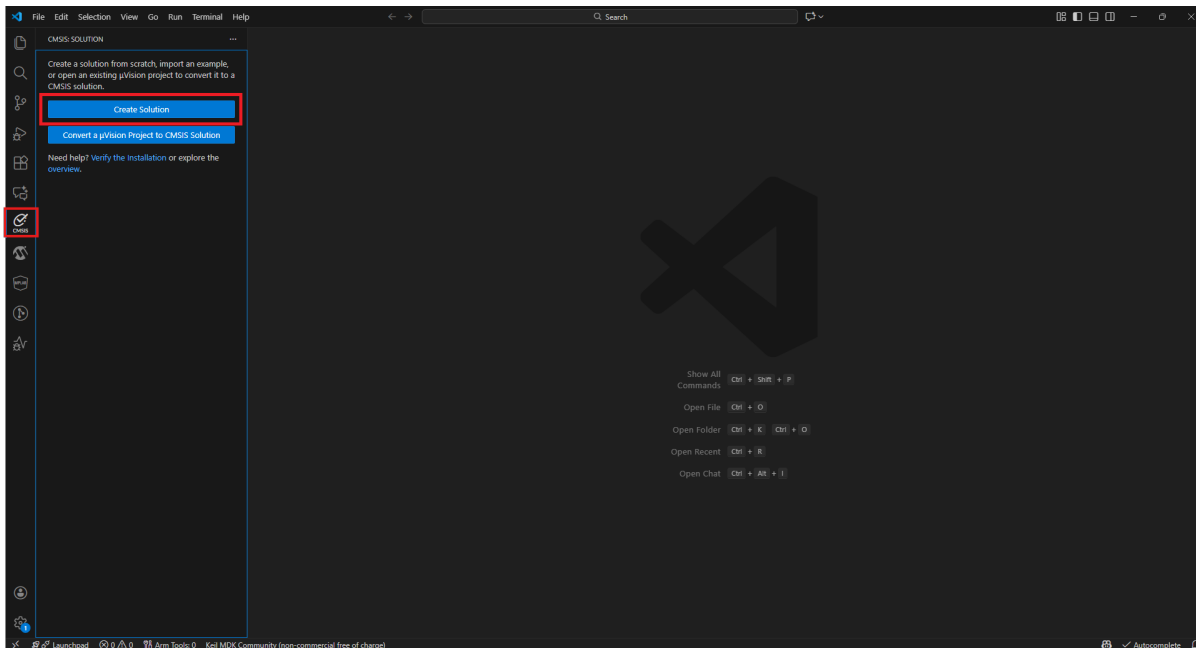 File Edit Selection View Go Run Terminal Help
Search
CMSIS: SOLUTION
Create a solution from scratch, import an example,
or open an existing µVision project to convert it to a
CMSIS solution.
Create Solution
Convert a µVision Project to CMSIS Solution
Need help? Verify the Installation or explore the
overview.
CMSIS
Show All
Commands
Ctrl + Shift + P
Open File Ctrl + O
Open Folder Ctrl + K Ctrl + O
Open Recent Ctrl + R
Open Chat Ctrl + Alt + I
1
Launchpad 0 0 Arm Tools: 0 Keil MDK Community (non-commercial free of charge)
Autocomplete